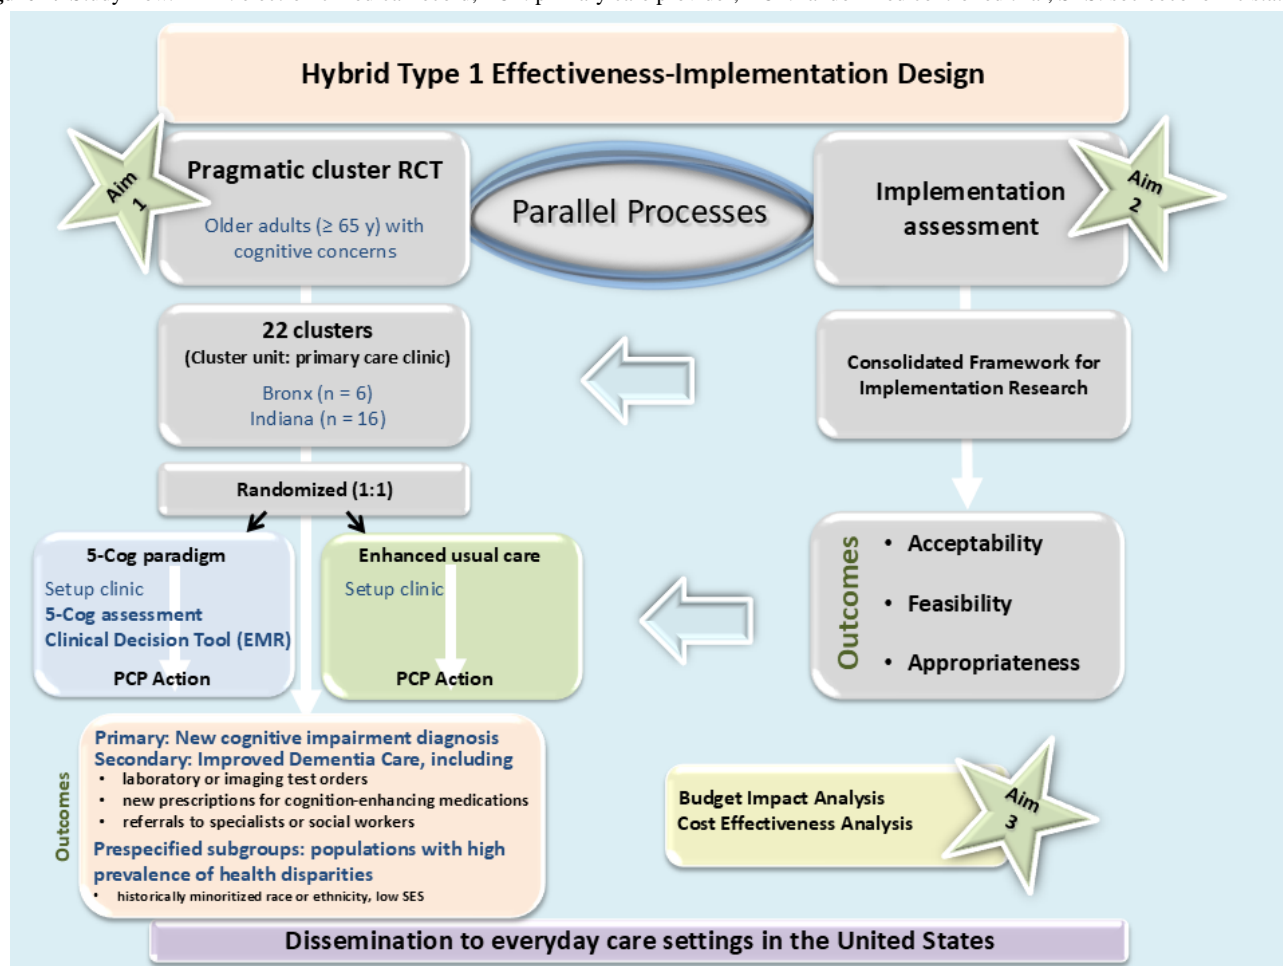 Hybrid Type 1 Effectiveness-Implementation Design
Aim
1
Pragmatic cluster RCT
Older adults (≥ 65 y) with
cognitive concerns
Parallel Processes
Implementation
assessment
Aim
2
22 clusters
(Cluster unit: primary care clinic)
Bronx (n = 6)
Indiana (n = 16)
Consolidated Framework for
Implementation Research
Randomized (1:1)
5-Cog paradigm
Setup clinic
5-Cog assessment
Clinical Decision Tool (EMR)
PCP Action
Enhanced usual care
Setup clinic
PCP Action
Outcomes
• Acceptability
• Feasibility
• Appropriateness
Outcomes
Primary: New cognitive impairment diagnosis
Secondary: Improved Dementia Care, including
• laboratory or imaging test orders
• new prescriptions for cognition-enhancing medications
• referrals to specialists or social workers
Prespecified subgroups: populations with high
prevalence of health disparities
• historically minoritized race or ethnicity, low SES
Budget Impact Analysis
Cost Effectiveness Analysis
Aim
3
Dissemination to everyday care settings in the United States